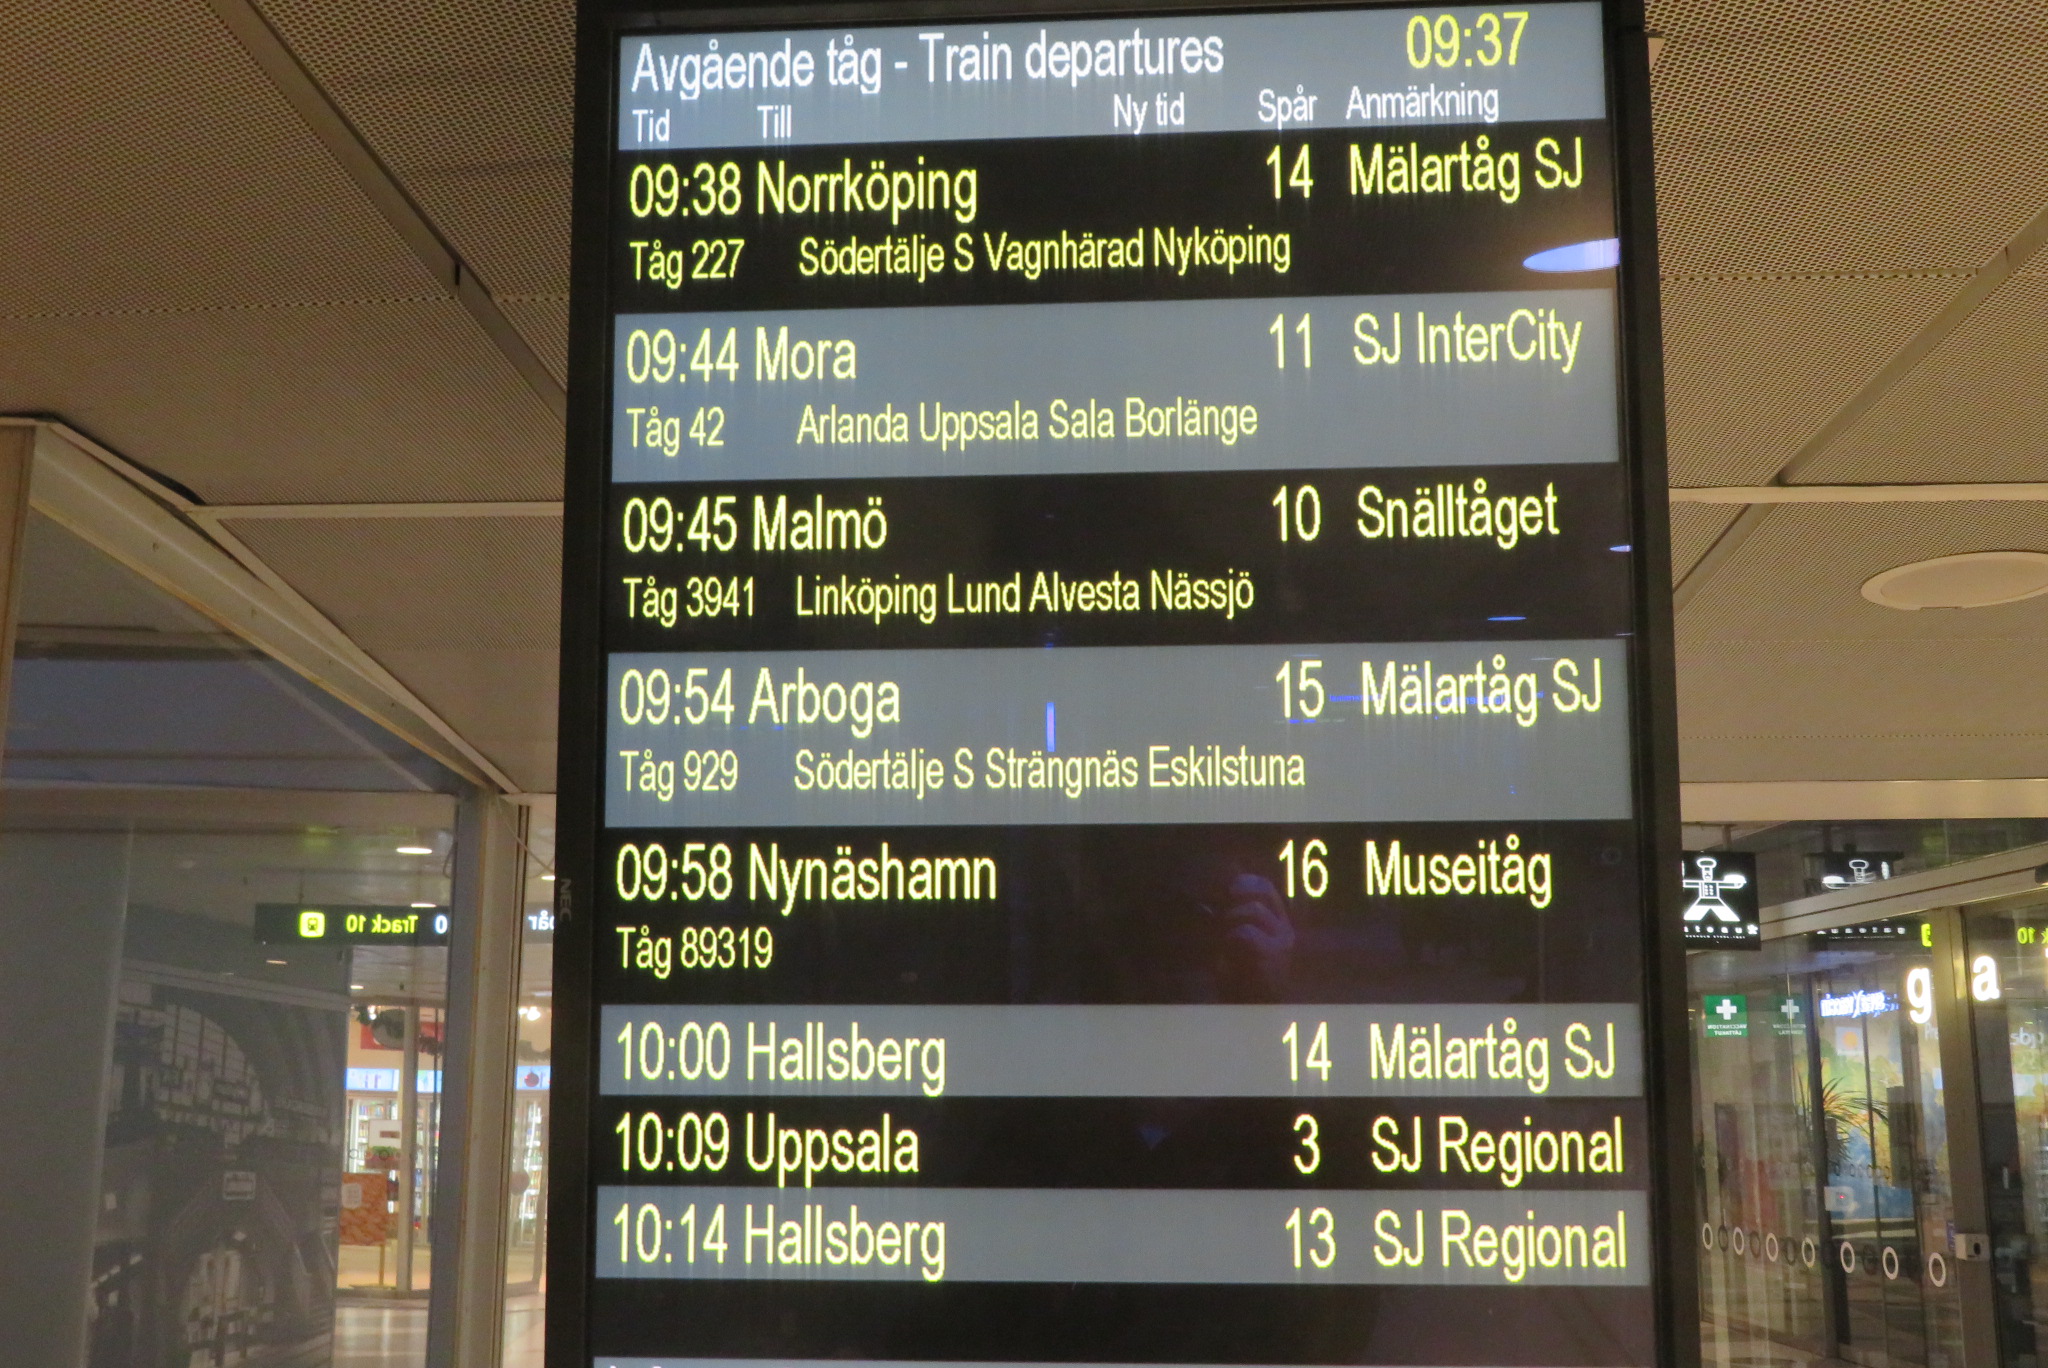 Avgående tåg - Train departures 09:37
Tid Till Ny tid Spår Anmärkning
09:38 Norrköping 14 Mälartåg SJ
Tåg 227 Södertälje S Vagnhärad Nyköping
09:44 Mora 11 SJ InterCity
Tåg 42 Arlanda Uppsala Sala Borlänge
09:45 Malmö 10 Snälltåget
Tåg 3941 Linköping Lund Alvesta Nässjö
09:54 Arboga 15 Mälartåg SJ
Tåg 929 Södertälje S Strängnäs Eskilstuna
09:58 Nynäshamn 16 Museitåg
Tåg 89319
10:00 Hallsberg 14 Mälartåg SJ
10:09 Uppsala 3 SJ Regional
10:14 Hallsberg 13 SJ Regional
NEC
Track 10
g a